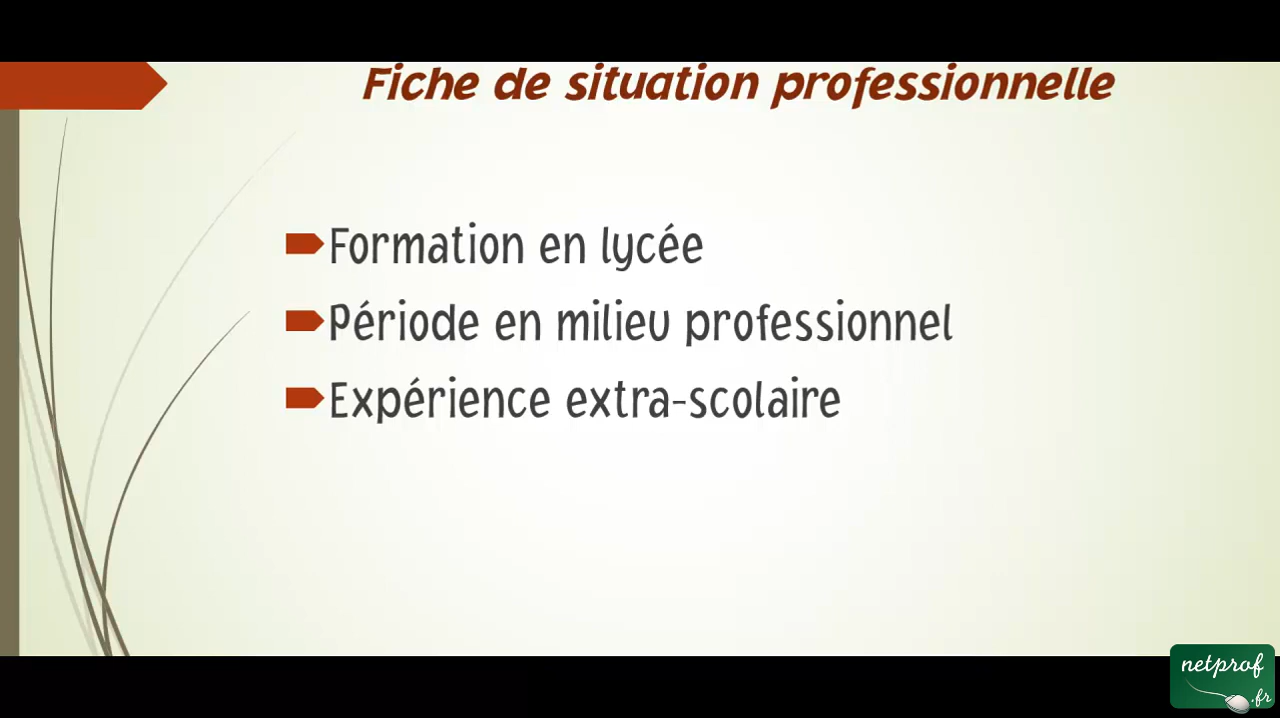 Fiche de situation professionnelle
Formation en lycée
Période en milieu professionnel
Expérience extra-scolaire
netprof
.fr